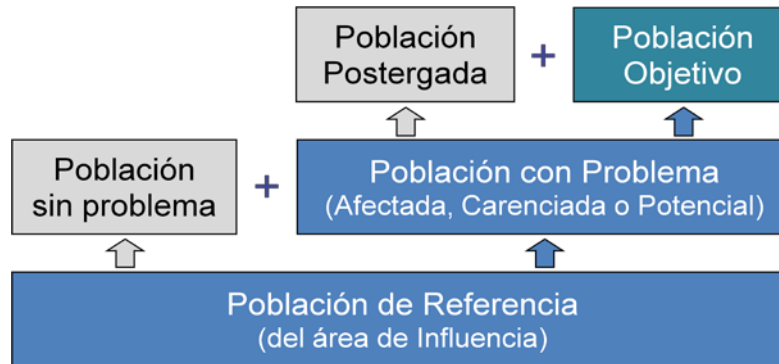 Población
Postergada
+
Población
Objetivo
Población
sin problema
+
Población con Problema
(Afectada, Carenciada o Potencial)
Población de Referencia
(del área de Influencia)